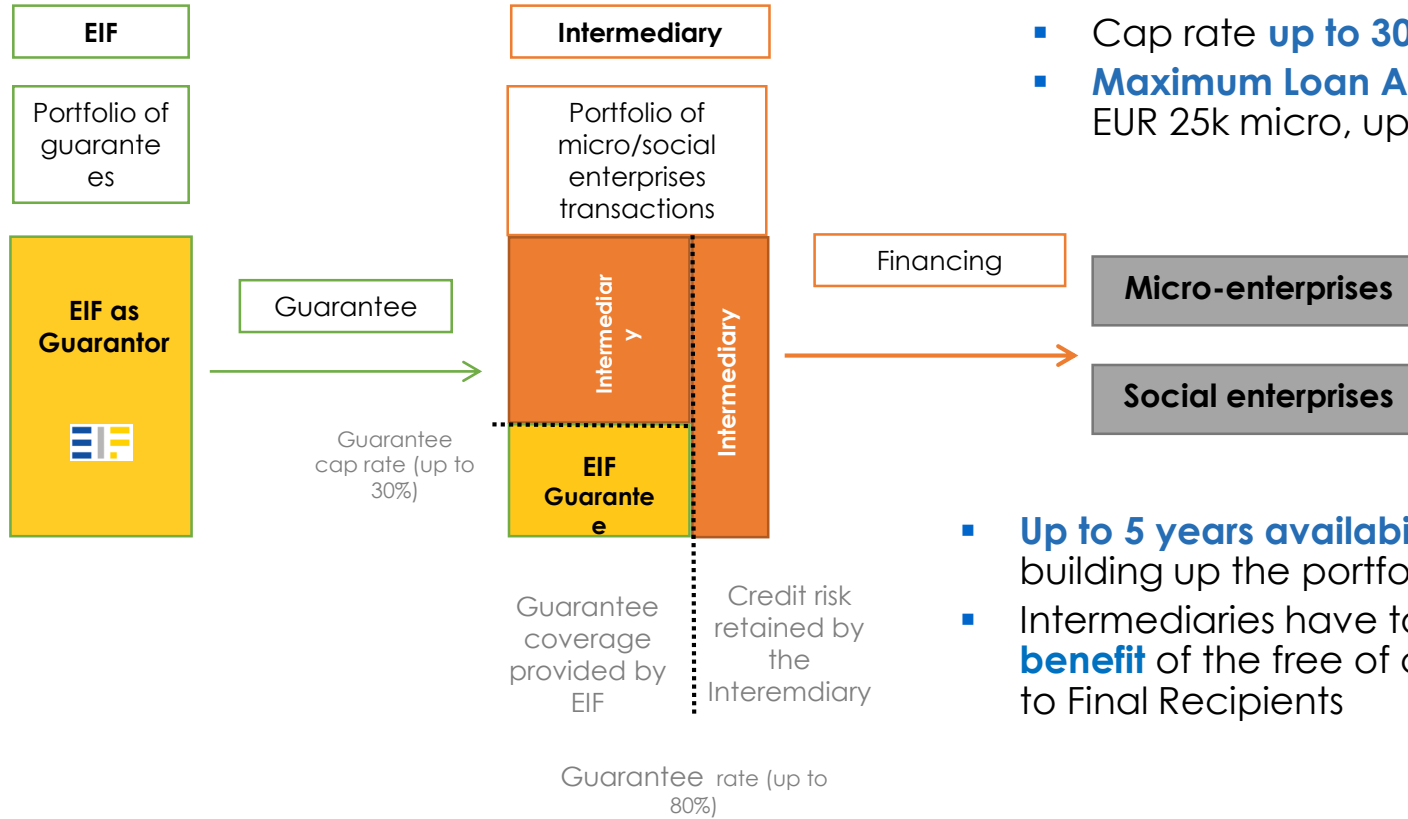 EIF
Portfolio of
guarante
es
EIF as
Guarantor
EIF
Guarantee
Guarantee
cap rate (up to
30%)
Intermediary
Portfolio of
micro/social
enterprises
transactions
Intermediar
y
Intermediary
EIF
Guarante
e
Guarantee
coverage
provided by
EIF
Credit risk
retained by
the
Interemdiary
Guarantee rate (up to
80%)
Financing
Micro-enterprises
Social enterprises
▪ Cap rate up to 30
▪ Maximum Loan A
EUR 25k micro, up
▪ Up to 5 years availabi
building up the portfo
▪ Intermediaries have to
benefit of the free of
to Final Recipients